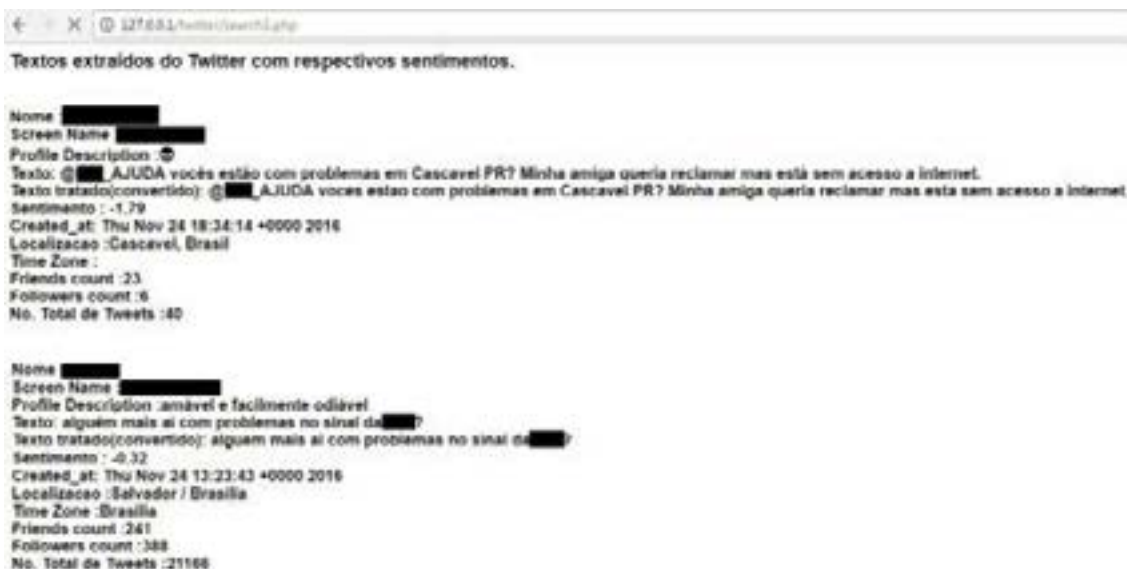 127.0.0.1/twitter/search2.php
Textos extraídos do Twitter com respectivos sentimentos.
Nome :
Screen Name :
Profile Description :😎
Texto: @ _AJUDA vocês estão com problemas em Cascavel PR? Minha amiga queria reclamar mas está sem acesso a internet.
Texto tratado(convertido): @ _AJUDA voces estao com problemas em Cascavel PR? Minha amiga queria reclamar mas esta sem acesso a internet
Sentimento : -1.79
Created_at: Thu Nov 24 18:34:14 +0000 2016
Localizacao :Cascavel, Brasil
Time Zone :
Friends count :23
Followers count :6
No. Total de Tweets :40
Nome
Screen Name :
Profile Description :amável e facilmente odiável
Texto: alguém mais ai com problemas no sinal da ?
Texto tratado(convertido): alguem mais ai com problemas no sinal da ?
Sentimento : -0.32
Created_at: Thu Nov 24 13:23:43 +0000 2016
Localizacao :Salvador / Brasilia
Time Zone :Brasilia
Friends count :241
Followers count :388
No. Total de Tweets :21166